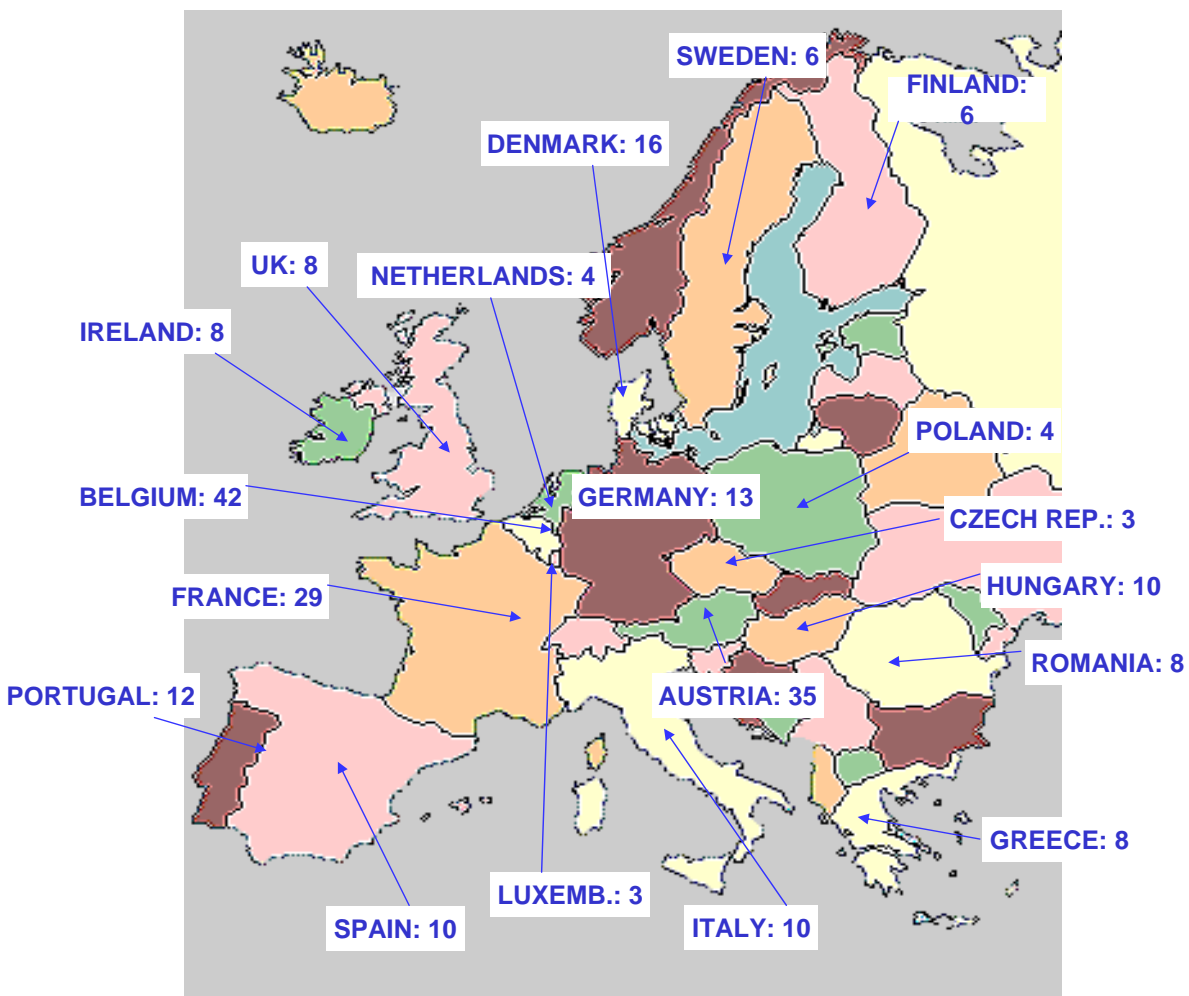 SWEDEN: 6
FINLAND:
6
DENMARK: 16
UK: 8
NETHERLANDS: 4
IRELAND: 8
POLAND: 4
BELGIUM: 42
GERMANY: 13
CZECH REP.: 3
HUNGARY: 10
FRANCE: 29
ROMANIA: 8
PORTUGAL: 12
AUSTRIA: 35
GREECE: 8
LUXEMB.: 3
SPAIN: 10
ITALY: 10